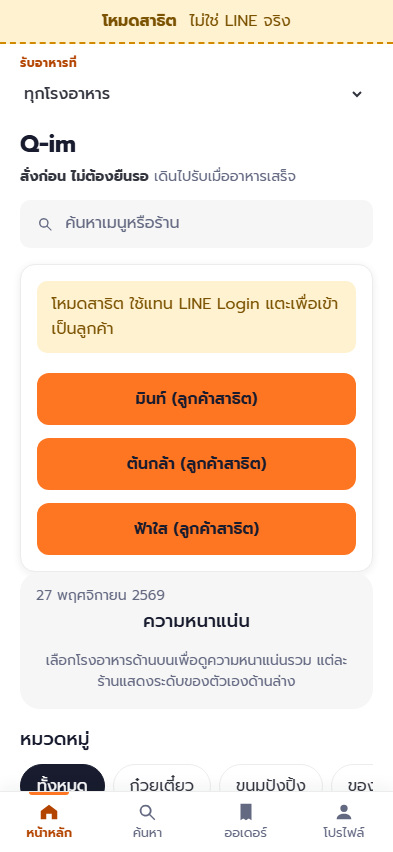 โหมดสาธิต ไม่ใช่ LINE จริง
รับอาหารที่
ทุกโรงอาหาร
Q-im
สั่งก่อน ไม่ต้องยืนรอ เดินไปรับเมื่ออาหารเสร็จ
ค้นหาเมนูหรือร้าน
โหมดสาธิต ใช้แทน LINE Login แตะเพื่อเข้า
เป็นลูกค้า
มินท์ (ลูกค้าสาธิต)
ต้นกล้า (ลูกค้าสาธิต)
ฟ้าใส (ลูกค้าสาธิต)
27 พฤศจิกายน 2569
ความหนาแน่น
เลือกโรงอาหารด้านบนเพื่อดูความหนาแน่นรวม แต่ละ
ร้านแสดงระดับของตัวเองด้านล่าง
หมวดหมู่
ทั้งหมด ก๋วยเตี๋ยว ขนมปังปิ้ง ของ
หน้าหลัก ค้นหา ออเดอร์ โปรไฟล์